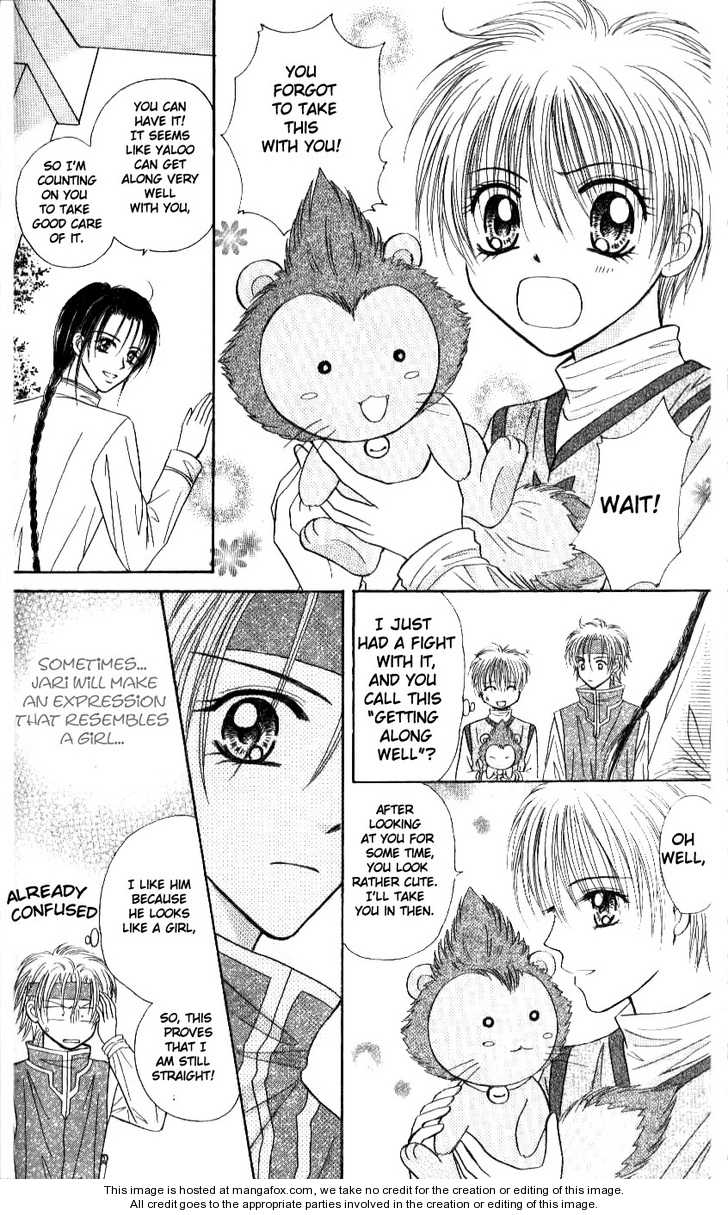 YOU
FORGOT
TO TAKE
THIS
WITH YOU!
WAIT!
YOU CAN
HAVE IT!
IT SEEMS
LIKE YALOO
CAN GET
ALONG VERY
WELL
WITH YOU,
SO I'M
COUNTING
ON YOU
TO TAKE
GOOD CARE
OF IT.
I JUST
HAD A FIGHT
WITH IT,
AND YOU
CALL THIS
"GETTING
ALONG
WELL"?
OH
WELL,
AFTER
LOOKING
AT YOU FOR
SOME TIME,
YOU LOOK
RATHER CUTE.
I'LL TAKE
YOU IN THEN.
SOMETIMES...
JARI WILL MAKE
AN EXPRESSION
THAT RESEMBLES
A GIRL...
I LIKE HIM
BECAUSE
HE LOOKS
LIKE A GIRL,
SO, THIS
PROVES
THAT I
AM STILL
STRAIGHT!
ALREADY
CONFUSED
This image is hosted at mangafox.com, we take no credit for the creation or editing of this image.
All credit goes to the appropriate parties involved in the creation or editing of this image.